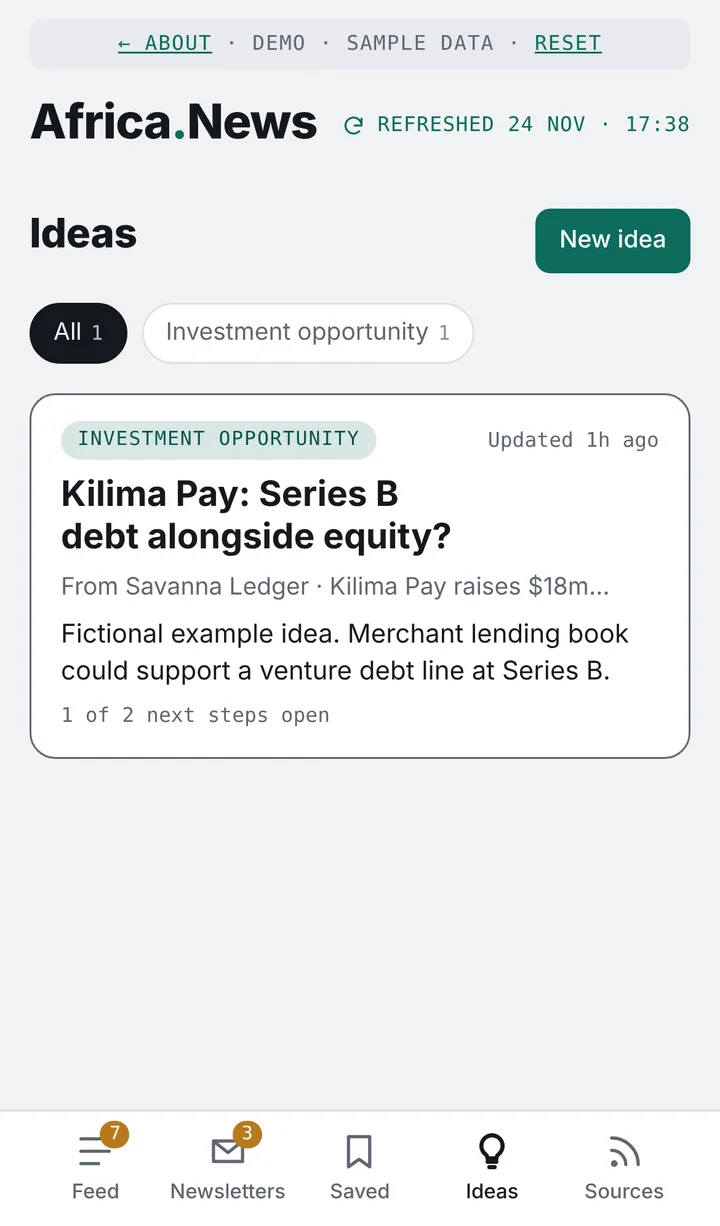 ← ABOUT · DEMO · SAMPLE DATA · RESET
Africa.News REFRESHED 24 NOV · 17:38
Ideas
New idea
All 1 Investment opportunity 1
INVESTMENT OPPORTUNITY Updated 1h ago
Kilima Pay: Series B
debt alongside equity?
From Savanna Ledger · Kilima Pay raises $18m…
Fictional example idea. Merchant lending book
could support a venture debt line at Series B.
1 of 2 next steps open
7 3
Feed Newsletters Saved Ideas Sources